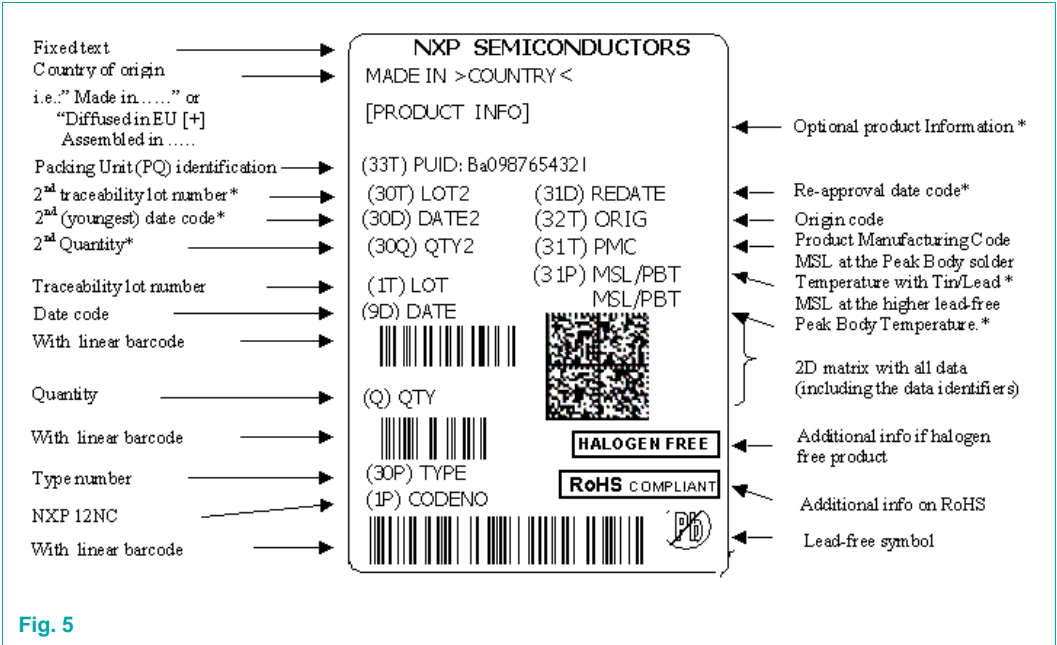 Fixed text
Country of origin
i.e.:” Made in......” or
“Diffused in EU [+]
Assembled in .....
Packing Unit (PQ) identification
2nd traceability lot number*
2nd (youngest) date code*
2nd Quantity*
Traceability lot number
Date code
With linear barcode
Quantity
With linear barcode
Type number
NXP 12NC
With linear barcode
NXP SEMICONDUCTORS
MADE IN >COUNTRY<
[PRODUCT INFO]
(33T) PUID: Ba098765432l
(30T) LOT2 (31D) REDATE
(30D) DATE2 (32T) ORIG
(30Q) QTY2 (31T) PMC
(31P) MSL/PBT
(1T) LOT MSL/PBT
(9D) DATE
(Q) QTY
HALOGEN FREE
(30P) TYPE
RoHS COMPLIANT
(1P) CODENO
Pb
Optional product Information *
Re-approval date code*
Origin code
Product Manufacturing Code
MSL at the Peak Body solder
Temperature with Tin/Lead *
MSL at the higher lead-free
Peak Body Temperature.*
2D matrix with all data
(including the data identifiers)
Additional info if halogen
free product
Additional info on RoHS
Lead-free symbol
Fig. 5